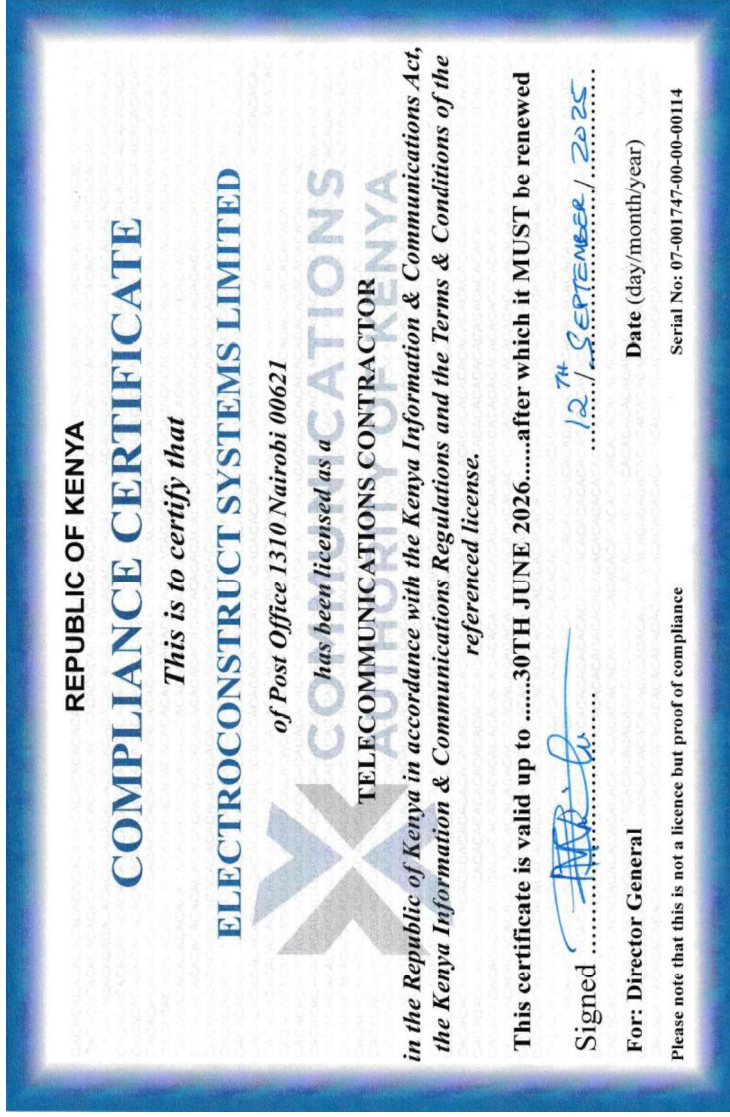 REPUBLIC OF KENYA
COMPLIANCE CERTIFICATE
This is to certify that
ELECTROCONSTRUCT SYSTEMS LIMITED
of Post Office 1310 Nairobi 00621
has been licensed as a
COMMUNICATIONS
AUTHORITY OF KENYA
TELECOMMUNICATIONS CONTRACTOR
in the Republic of Kenya in accordance with the Kenya Information & Communications Act,
the Kenya Information & Communications Regulations and the Terms & Conditions of the
referenced license.
This certificate is valid up to ......30TH JUNE 2026......after which it MUST be renewed
Signed .................... 12TH / SEPTEMBER / 2025
For: Director General Date (day/month/year)
Please note that this is not a licence but proof of compliance Serial No: 07-001747-00-00-00114